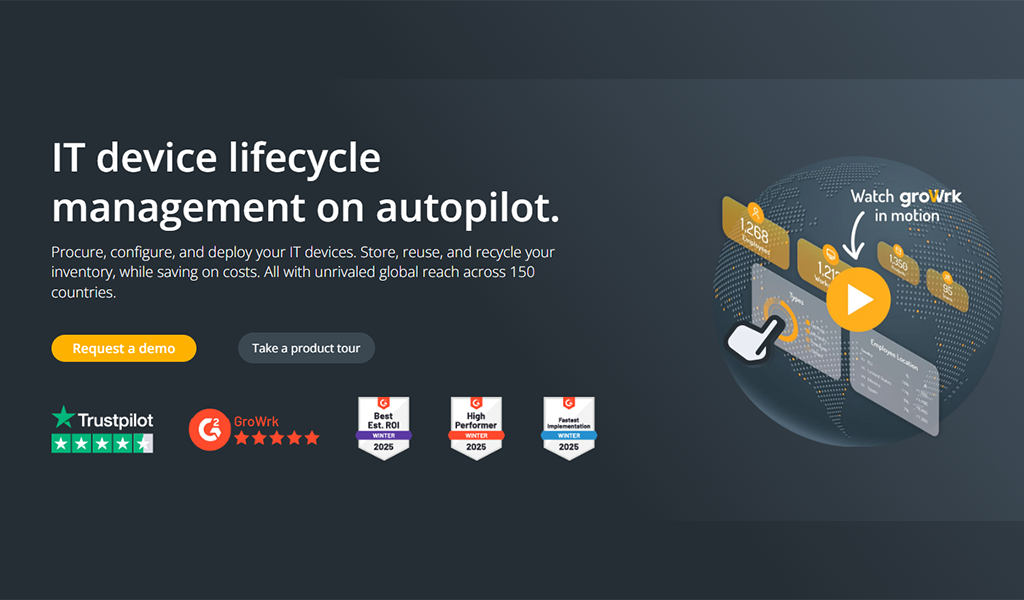 IT device lifecycle
management on autopilot.
Procure, configure, and deploy your IT devices. Store, reuse, and recycle your
inventory, while saving on costs. All with unrivaled global reach across 150
countries.
Request a demo
Take a product tour
Trustpilot
G2
GroWrk
Best
Est. ROI
WINTER
2025
High
Performer
WINTER
2025
Fastest
Implementation
WINTER
2025
Watch groWrk
in motion
1,268
Employees
1,350
95
Types
Employee Location